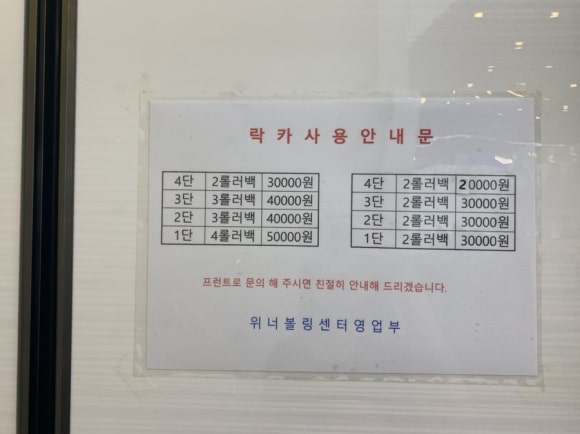 락카사용안내문
4단 2롤러백 30000원
3단 3롤러백 40000원
2단 3롤러백 40000원
1단 4롤러백 50000원
4단 2롤러백 20000원
3단 2롤러백 30000원
2단 2롤러백 30000원
1단 2롤러백 30000원
프런트로 문의 해 주시면 친절히 안내해 드리겠습니다.
위너볼링센터영업부